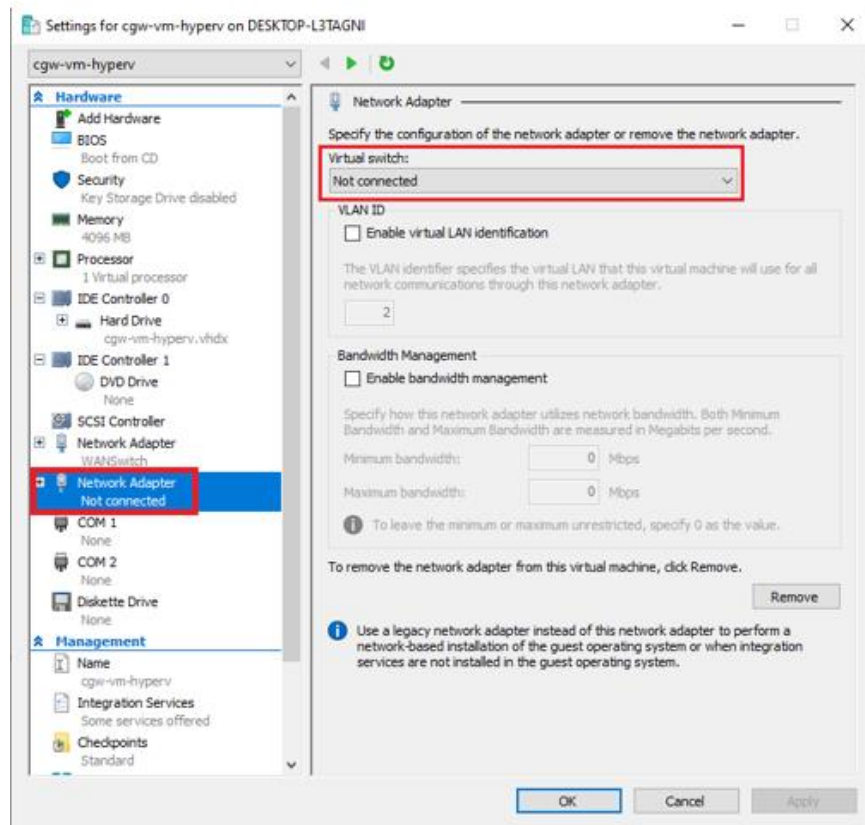 Settings for cgw-vm-hyperv on DESKTOP-L3TAGNI
cgw-vm-hyperv
Hardware
Add Hardware
BIOS
Boot from CD
Security
Key Storage Drive disabled
Memory
4096 MB
Processor
1 Virtual processor
IDE Controller 0
Hard Drive
cgw-vm-hyperv.vhdx
IDE Controller 1
DVD Drive
None
SCSI Controller
Network Adapter
WANSwitch
Network Adapter
Not connected
COM 1
None
COM 2
None
Diskette Drive
None
Management
Name
cgw-vm-hyperv
Integration Services
Some services offered
Checkpoints
Standard
Network Adapter
Specify the configuration of the network adapter or remove the network adapter.
Virtual switch:
Not connected
VLAN ID
Enable virtual LAN identification
The VLAN identifier specifies the virtual LAN that this virtual machine will use for all
network communications through this network adapter.
2
Bandwidth Management
Enable bandwidth management
Specify how this network adapter utilizes network bandwidth. Both Minimum
Bandwidth and Maximum Bandwidth are measured in Megabits per second.
Minimum bandwidth: 0 Mbps
Maximum bandwidth: 0 Mbps
To leave the minimum or maximum unrestricted, specify 0 as the value.
To remove the network adapter from this virtual machine, click Remove.
Remove
Use a legacy network adapter instead of this network adapter to perform a
network-based installation of the guest operating system or when integration
services are not installed in the guest operating system.
OK Cancel Apply